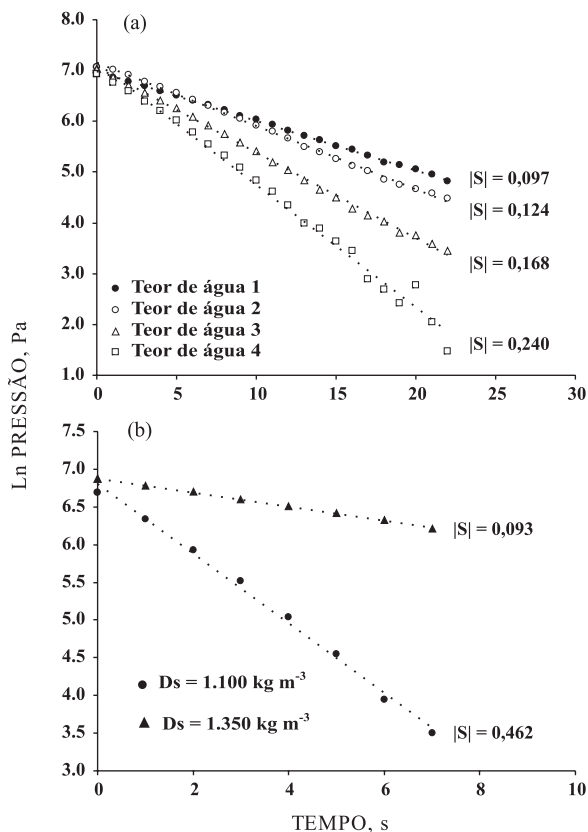 (a)
8.0
7.0
6.0
5.0
4.0
3.0
2.0
1.0
|S| = 0,097
|S| = 0,124
|S| = 0,168
|S| = 0,240
Teor de água 1
Teor de água 2
Teor de água 3
Teor de água 4
0 5 10 15 20 25 30
Ln PRESSÃO, Pa
(b)
7.5
7.0
6.5
6.0
5.5
5.0
4.5
4.0
3.5
3.0
|S| = 0,093
|S| = 0,462
Ds = 1.100 kg m-3
Ds = 1.350 kg m-3
0 2 4 6 8 10
TEMPO, s